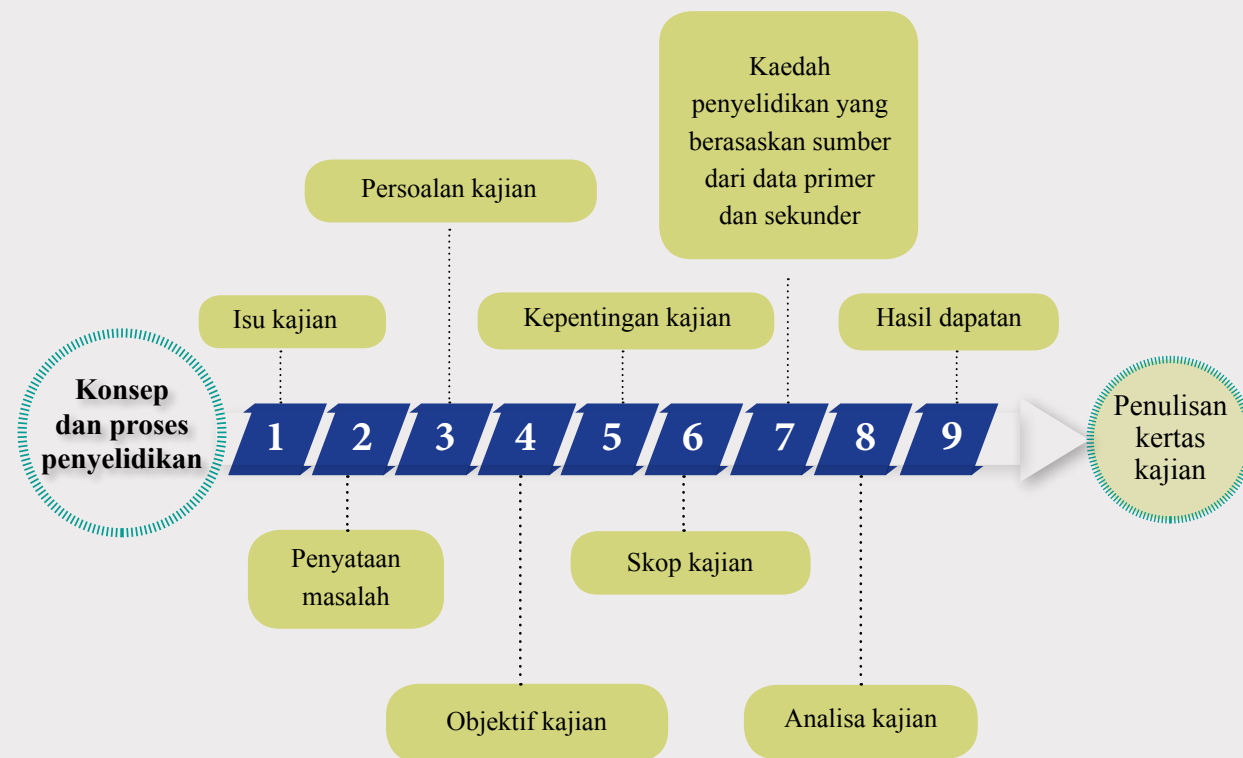 Konsep
dan proses
penyelidikan
1
Isu kajian
2
Penyataan
masalah
3
Persoalan kajian
4
Objektif kajian
5
Kepentingan kajian
6
Skop kajian
7
Kaedah
penyelidikan yang
berasaskan sumber
dari data primer
dan sekunder
8
Analisa kajian
9
Hasil dapatan
Penulisan
kertas
kajian